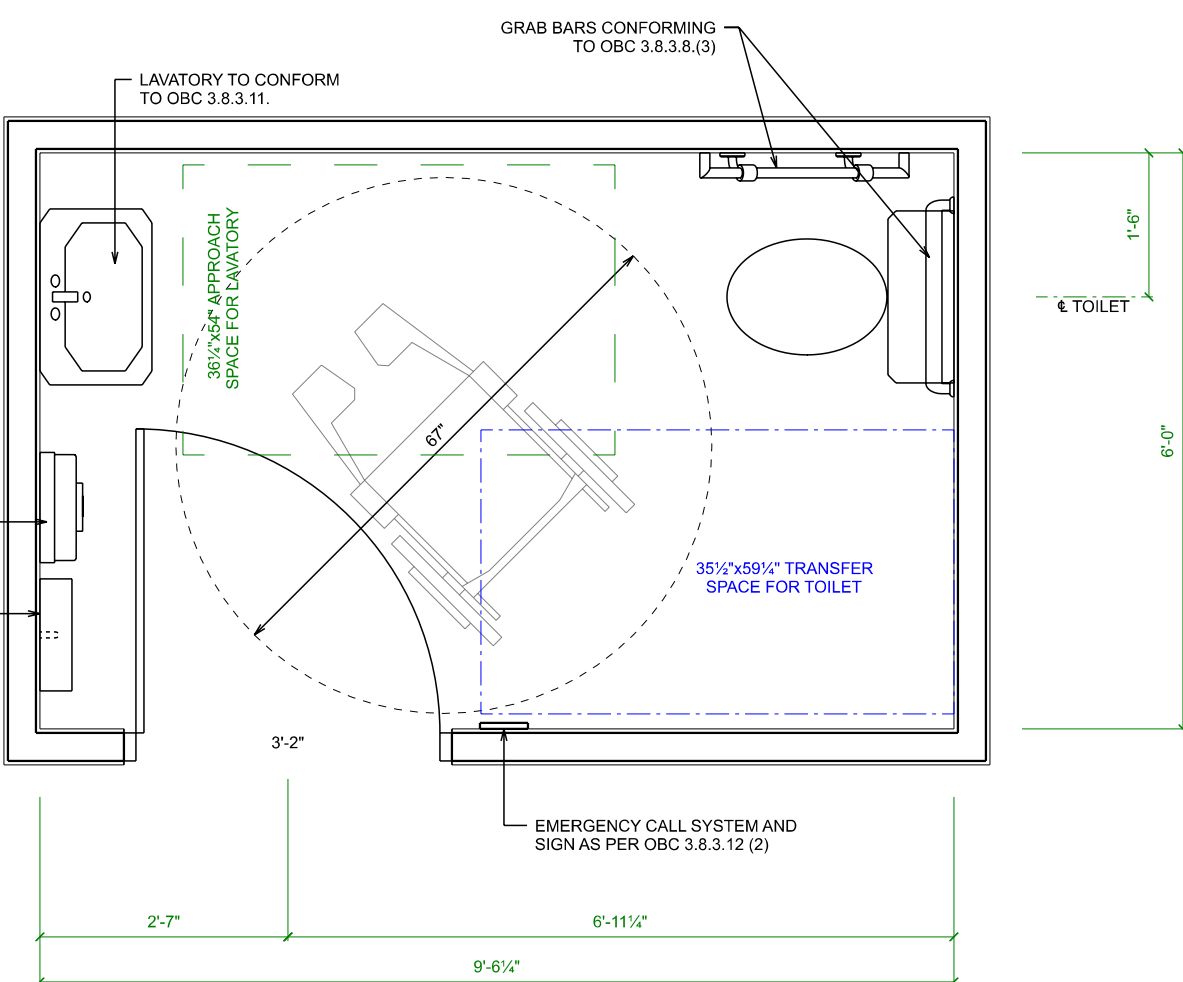 GRAB BARS CONFORMING
TO OBC 3.8.3.8.(3)
LAVATORY TO CONFORM
TO OBC 3.8.3.11.
36¼"x54" APPROACH
SPACE FOR LAVATORY
1'-6"
℄ TOILET
67"
6'-0"
35½"x59¼" TRANSFER
SPACE FOR TOILET
3'-2"
EMERGENCY CALL SYSTEM AND
SIGN AS PER OBC 3.8.3.12 (2)
2'-7"
6'-11¼"
9'-6¼"